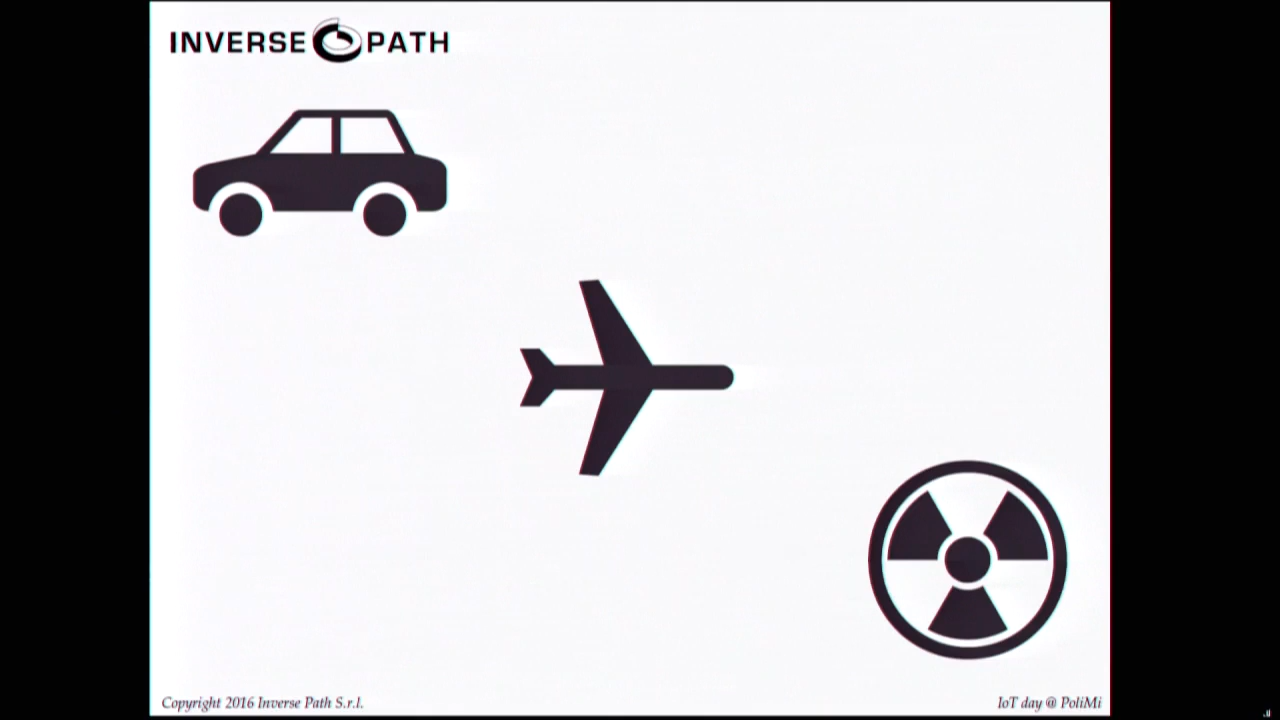 INVERSE PATH
Copyright 2016 Inverse Path S.r.l.
IoT day @ PoliMi